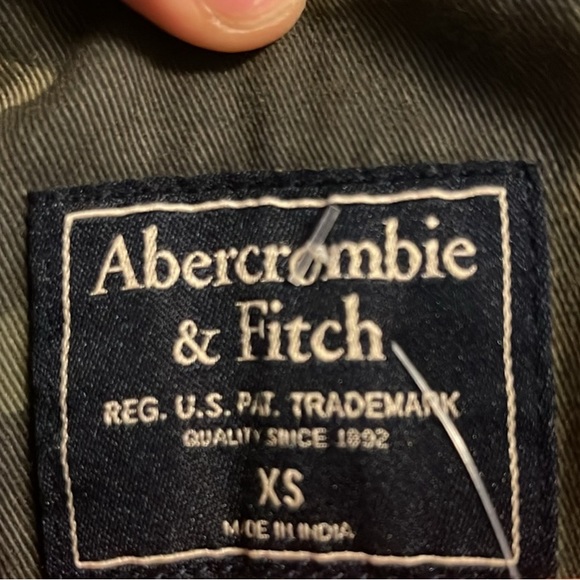 Abercrombie
& Fitch
REG. U.S. PAT. TRADEMARK
QUALITY SINCE 1892
XS
MADE IN INDIA